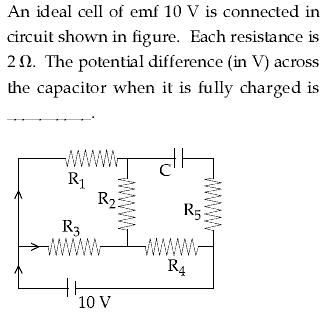 An ideal cell of emf 10 V is connected in
circuit shown in figure. Each resistance is
2 Ω. The potential difference (in V) across
the capacitor when it is fully charged is
__________.
R1
C
R2
R5
R3
R4
10 V